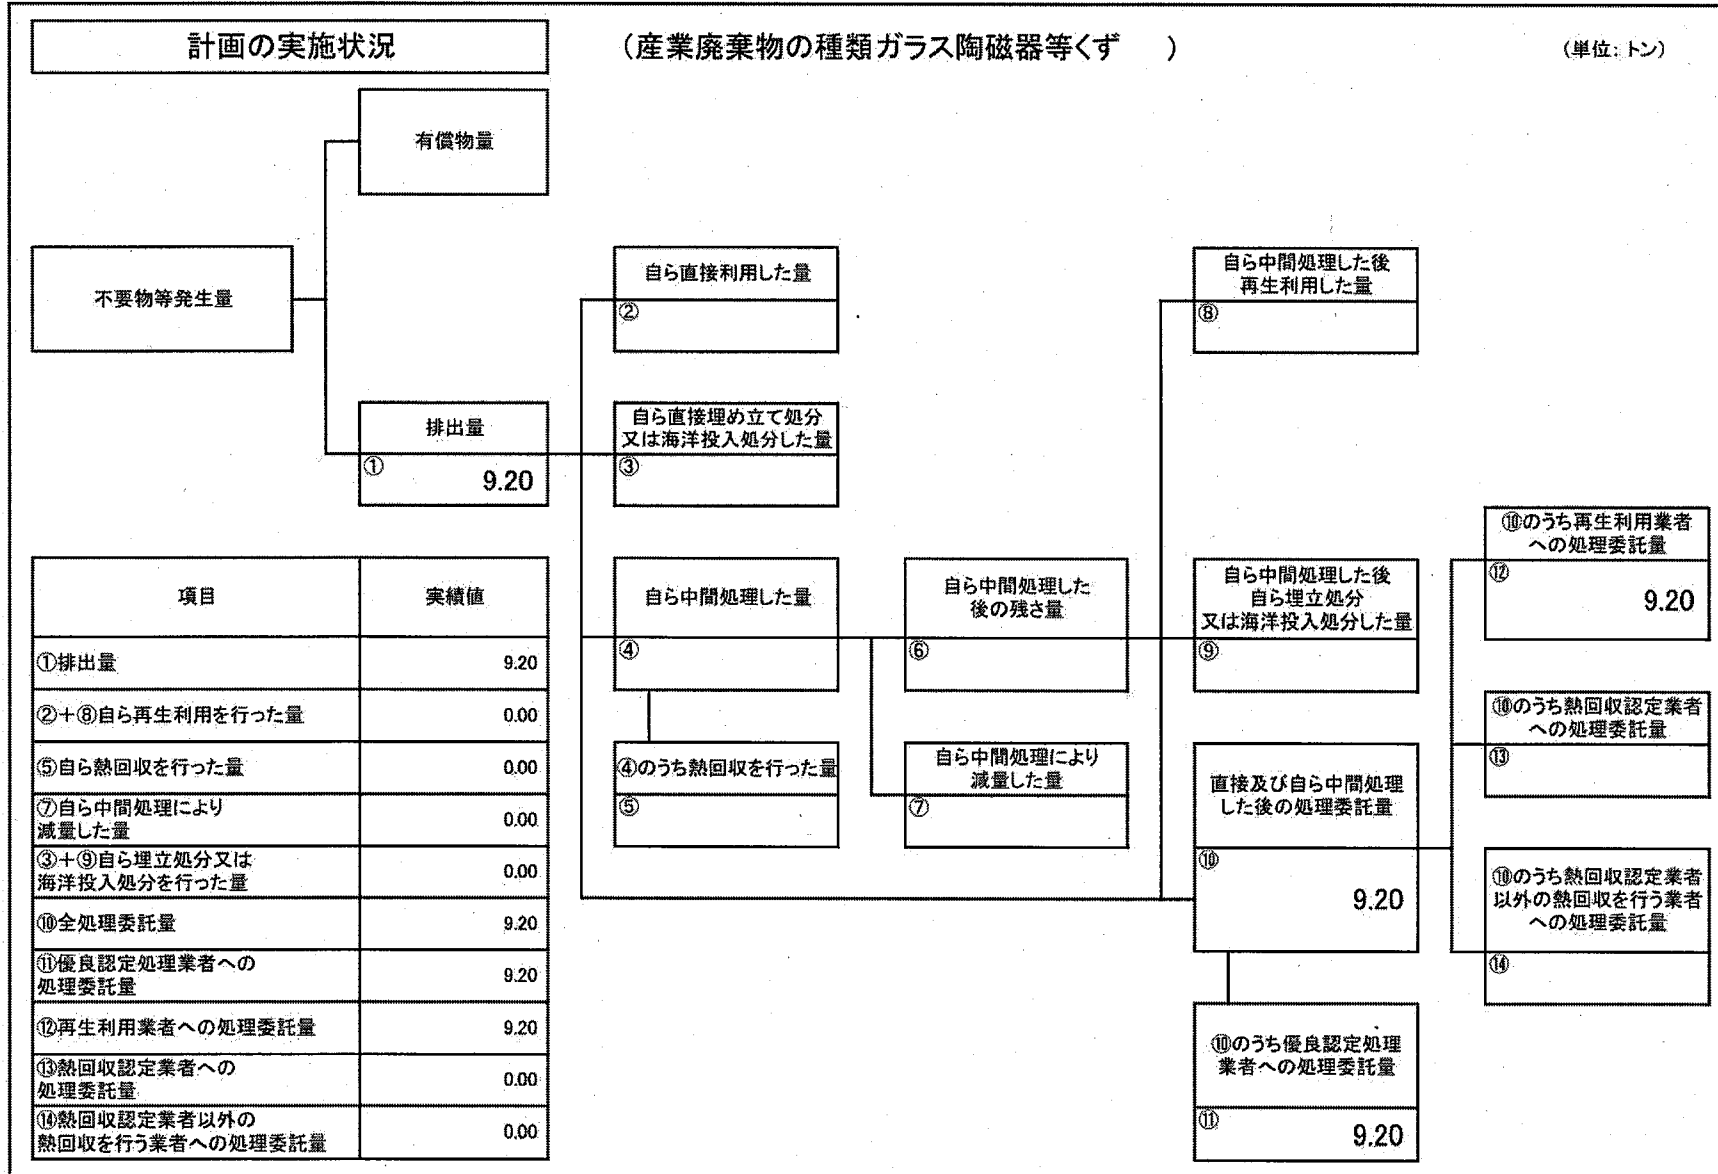 計画の実施状況
(産業廃棄物の種類ガラス陶磁器等くず )
(単位:トン)
有償物量
不要物等発生量
排出量
①
9.20
自ら直接利用した量
②
自ら直接埋め立て処分
又は海洋投入処分した量
③
自ら中間処理した量
④
④のうち熱回収を行った量
⑤
自ら中間処理した
後の残さ量
⑥
自ら中間処理により
減量した量
⑦
自ら中間処理した後
再生利用した量
⑧
自ら中間処理した後
自ら埋立処分
又は海洋投入処分した量
⑨
直接及び自ら中間処理
した後の処理委託量
⑩
9.20
⑩のうち優良認定処理
業者への処理委託量
⑪
9.20
⑩のうち再生利用業者
への処理委託量
⑫
9.20
⑩のうち熱回収認定業者
への処理委託量
⑬
⑩のうち熱回収認定業者
以外の熱回収を行う業者
への処理委託量
⑭
項目 実績値
①排出量 9.20
②+⑧自ら再生利用を行った量 0.00
⑤自ら熱回収を行った量 0.00
⑦自ら中間処理により
減量した量 0.00
③+⑨自ら埋立処分又は
海洋投入処分を行った量 0.00
⑩全処理委託量 9.20
⑪優良認定処理業者への
処理委託量 9.20
⑫再生利用業者への処理委託量 9.20
⑬熱回収認定業者への
処理委託量 0.00
⑭熱回収認定業者以外の
熱回収を行う業者への処理委託量 0.00